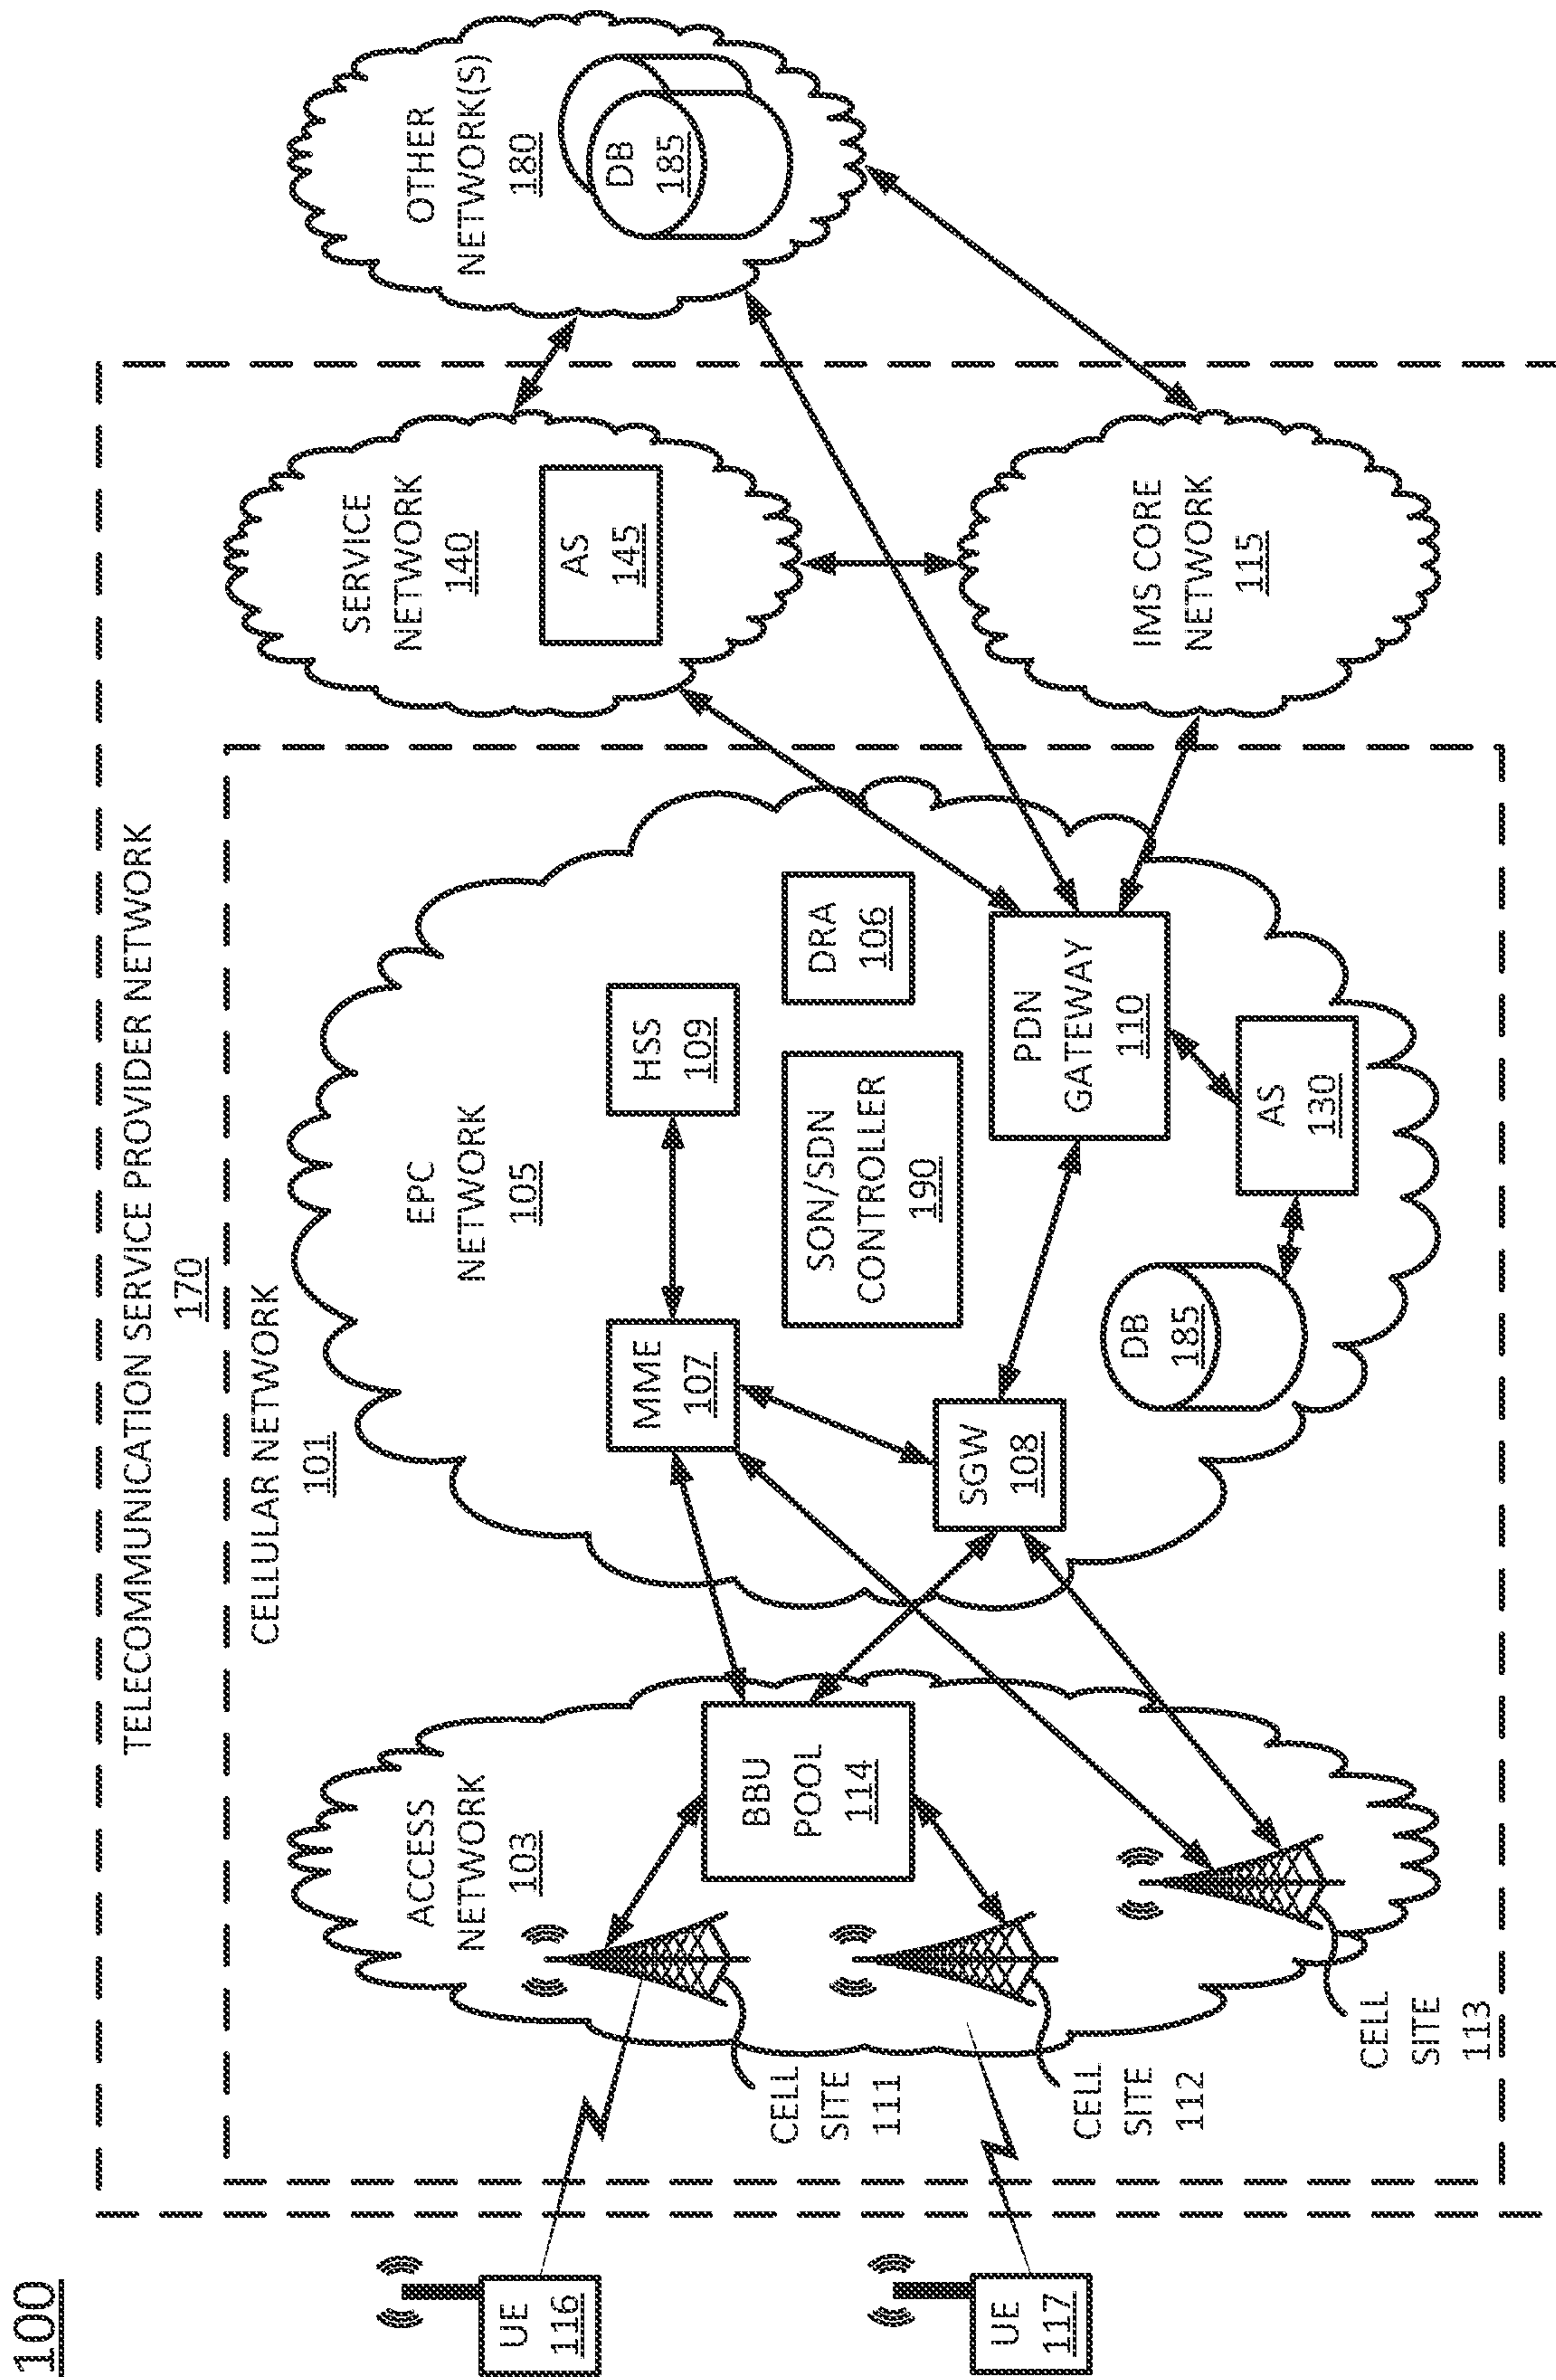 100
TELECOMMUNICATION SERVICE PROVIDER NETWORK
170
CELLULAR NETWORK
101
UE
116
UE
117
ACCESS
NETWORK
103
BBU
POOL
114
CELL
SITE
111
CELL
SITE
112
CELL
SITE
113
EPC
NETWORK
105
MME
107
HSS
109
SON/SDN
CONTROLLER
190
DRA
106
SGW
108
PDN
GATEWAY
110
DB
185
AS
130
SERVICE
NETWORK
140
AS
145
IMS CORE
NETWORK
115
OTHER
NETWORK(S)
180
DB
185